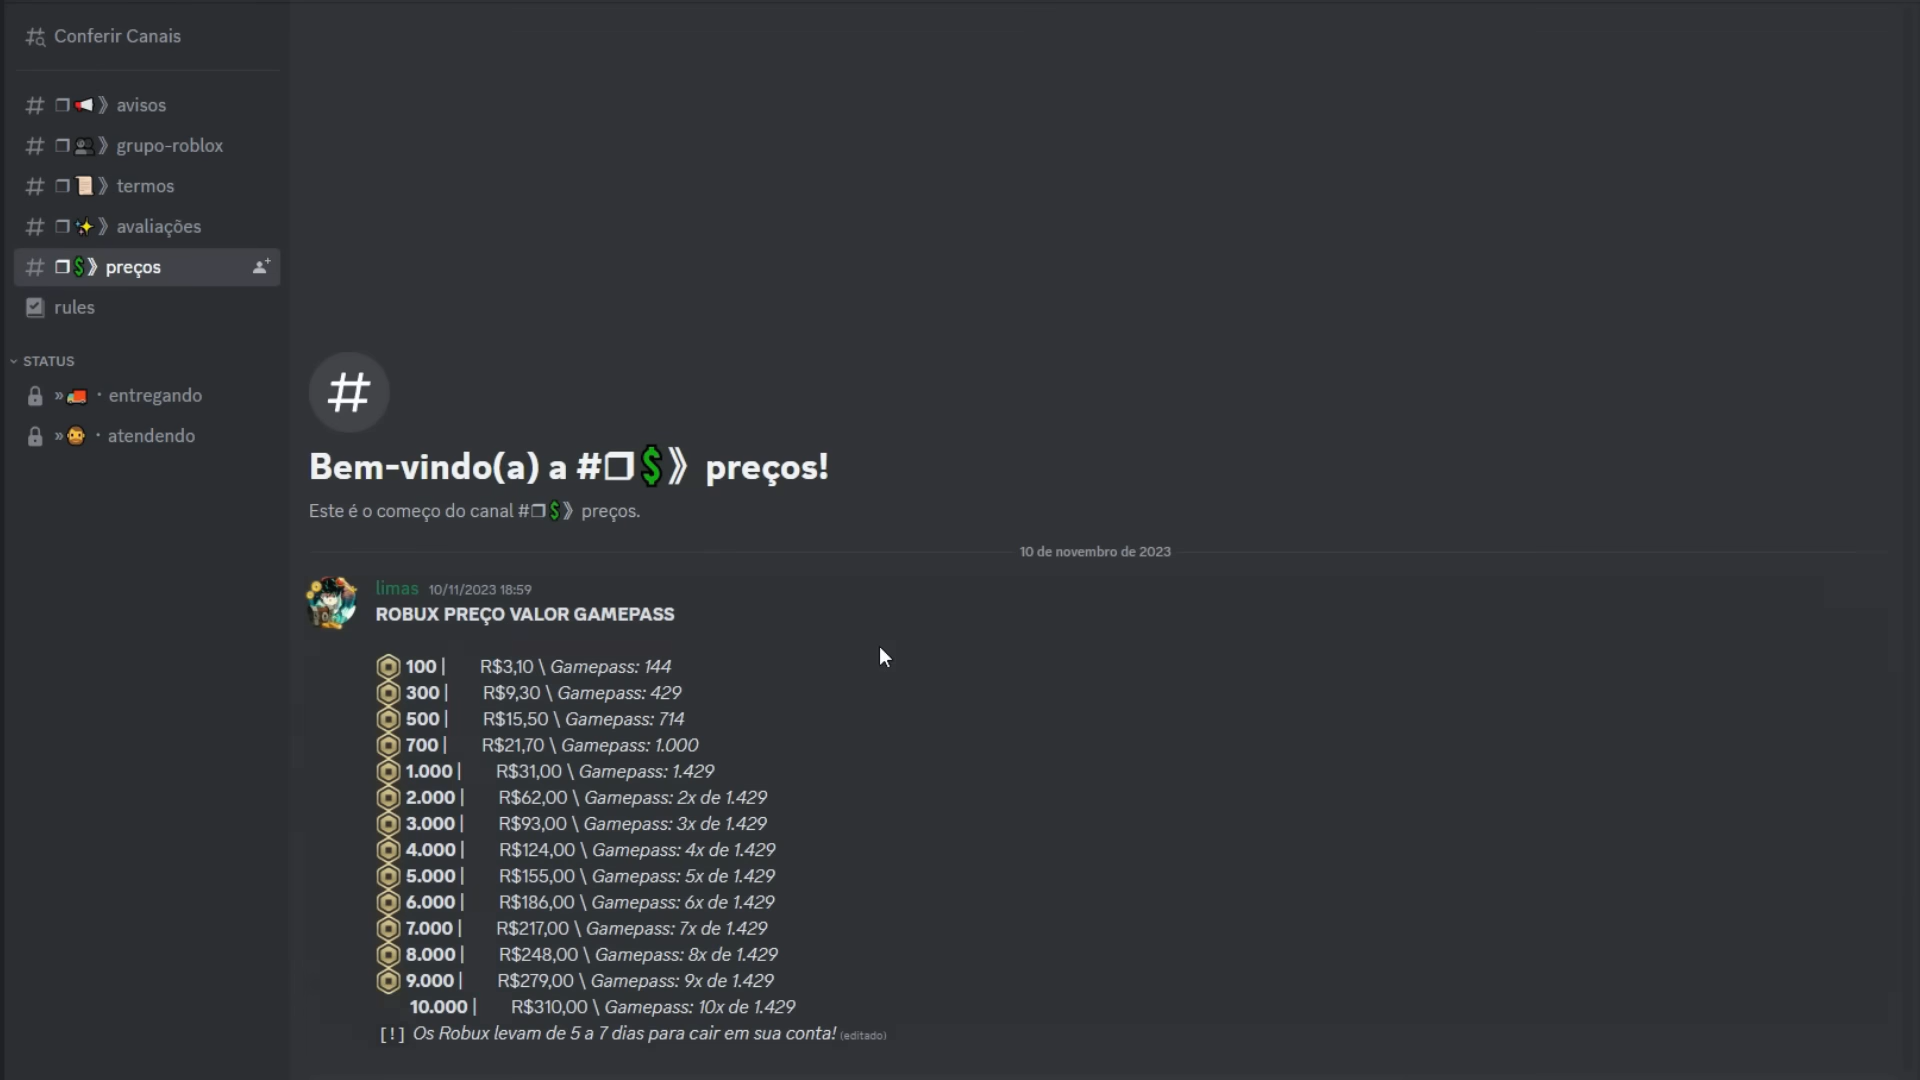 Conferir Canais
# ❒📢》 avisos
# ❒👥》 grupo-roblox
# ❒📜》 termos
# ❒✨》 avaliações
# ❒💲》 preços
rules
STATUS
»🚚・entregando
»🧔・atendendo
#
Bem-vindo(a) a #❒💲》 preços!
Este é o começo do canal #❒💲》 preços.
10 de novembro de 2023
limas 10/11/2023 18:59
ROBUX PREÇO VALOR GAMEPASS
100 | R$3,10 \ Gamepass: 144
300 | R$9,30 \ Gamepass: 429
500 | R$15,50 \ Gamepass: 714
700 | R$21,70 \ Gamepass: 1.000
1.000 | R$31,00 \ Gamepass: 1.429
2.000 | R$62,00 \ Gamepass: 2x de 1.429
3.000 | R$93,00 \ Gamepass: 3x de 1.429
4.000 | R$124,00 \ Gamepass: 4x de 1.429
5.000 | R$155,00 \ Gamepass: 5x de 1.429
6.000 | R$186,00 \ Gamepass: 6x de 1.429
7.000 | R$217,00 \ Gamepass: 7x de 1.429
8.000 | R$248,00 \ Gamepass: 8x de 1.429
9.000 | R$279,00 \ Gamepass: 9x de 1.429
10.000 | R$310,00 \ Gamepass: 10x de 1.429
[!] Os Robux levam de 5 a 7 dias para cair em sua conta! (editado)